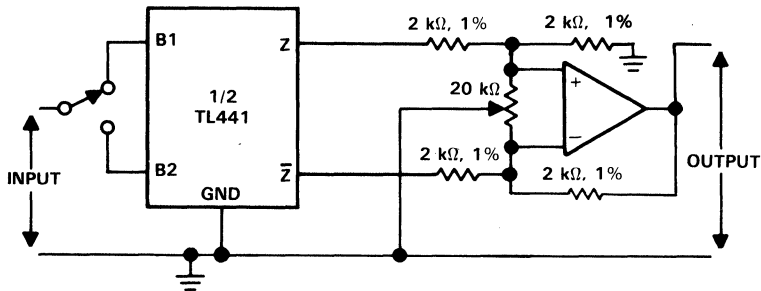 2 kΩ, 1%
2 kΩ, 1%
B1
Z
+
1/2
TL441
20 kΩ
−
2 kΩ, 1%
2 kΩ, 1%
OUTPUT
INPUT
B2
Z̅
GND